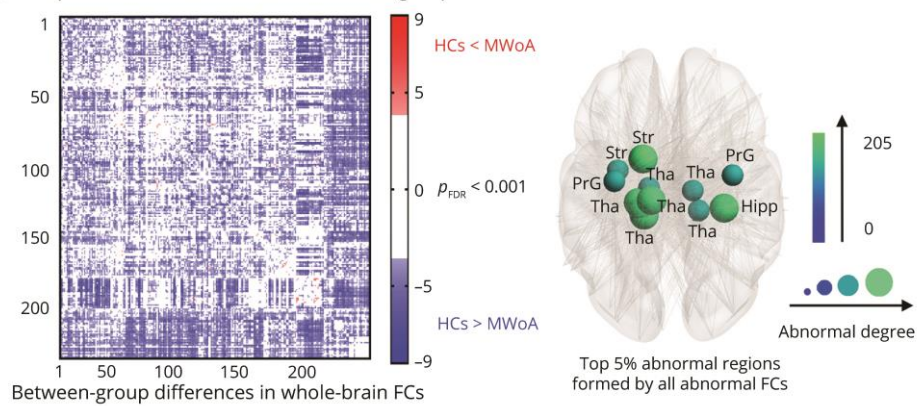 1
50
100
150
200
1 50 100 150 200
Between-group differences in whole-brain FCs
9
5
0
−5
−9
HCs < MWoA
pFDR < 0.001
HCs > MWoA
Str
Str
PrG
Tha
Tha
PrG
Tha
Tha
Hipp
Tha
Tha
Top 5% abnormal regions
formed by all abnormal FCs
205
0
Abnormal degree